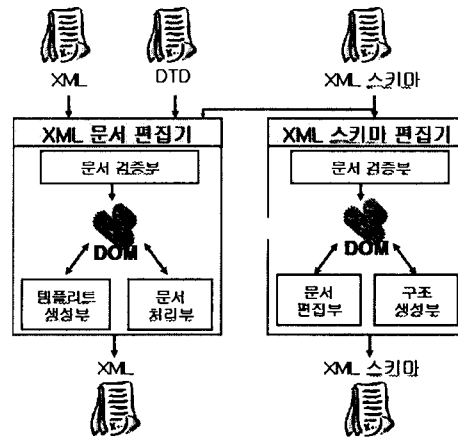 XML
DTD
XML 스키마
XML 문서 편집기
XML 스키마 편집기
문서 검증부
문서 검증부
DOM
DOM
템플리트
생성부
문서
처리부
문서
편집부
구조
생성부
XML
XML 스키마